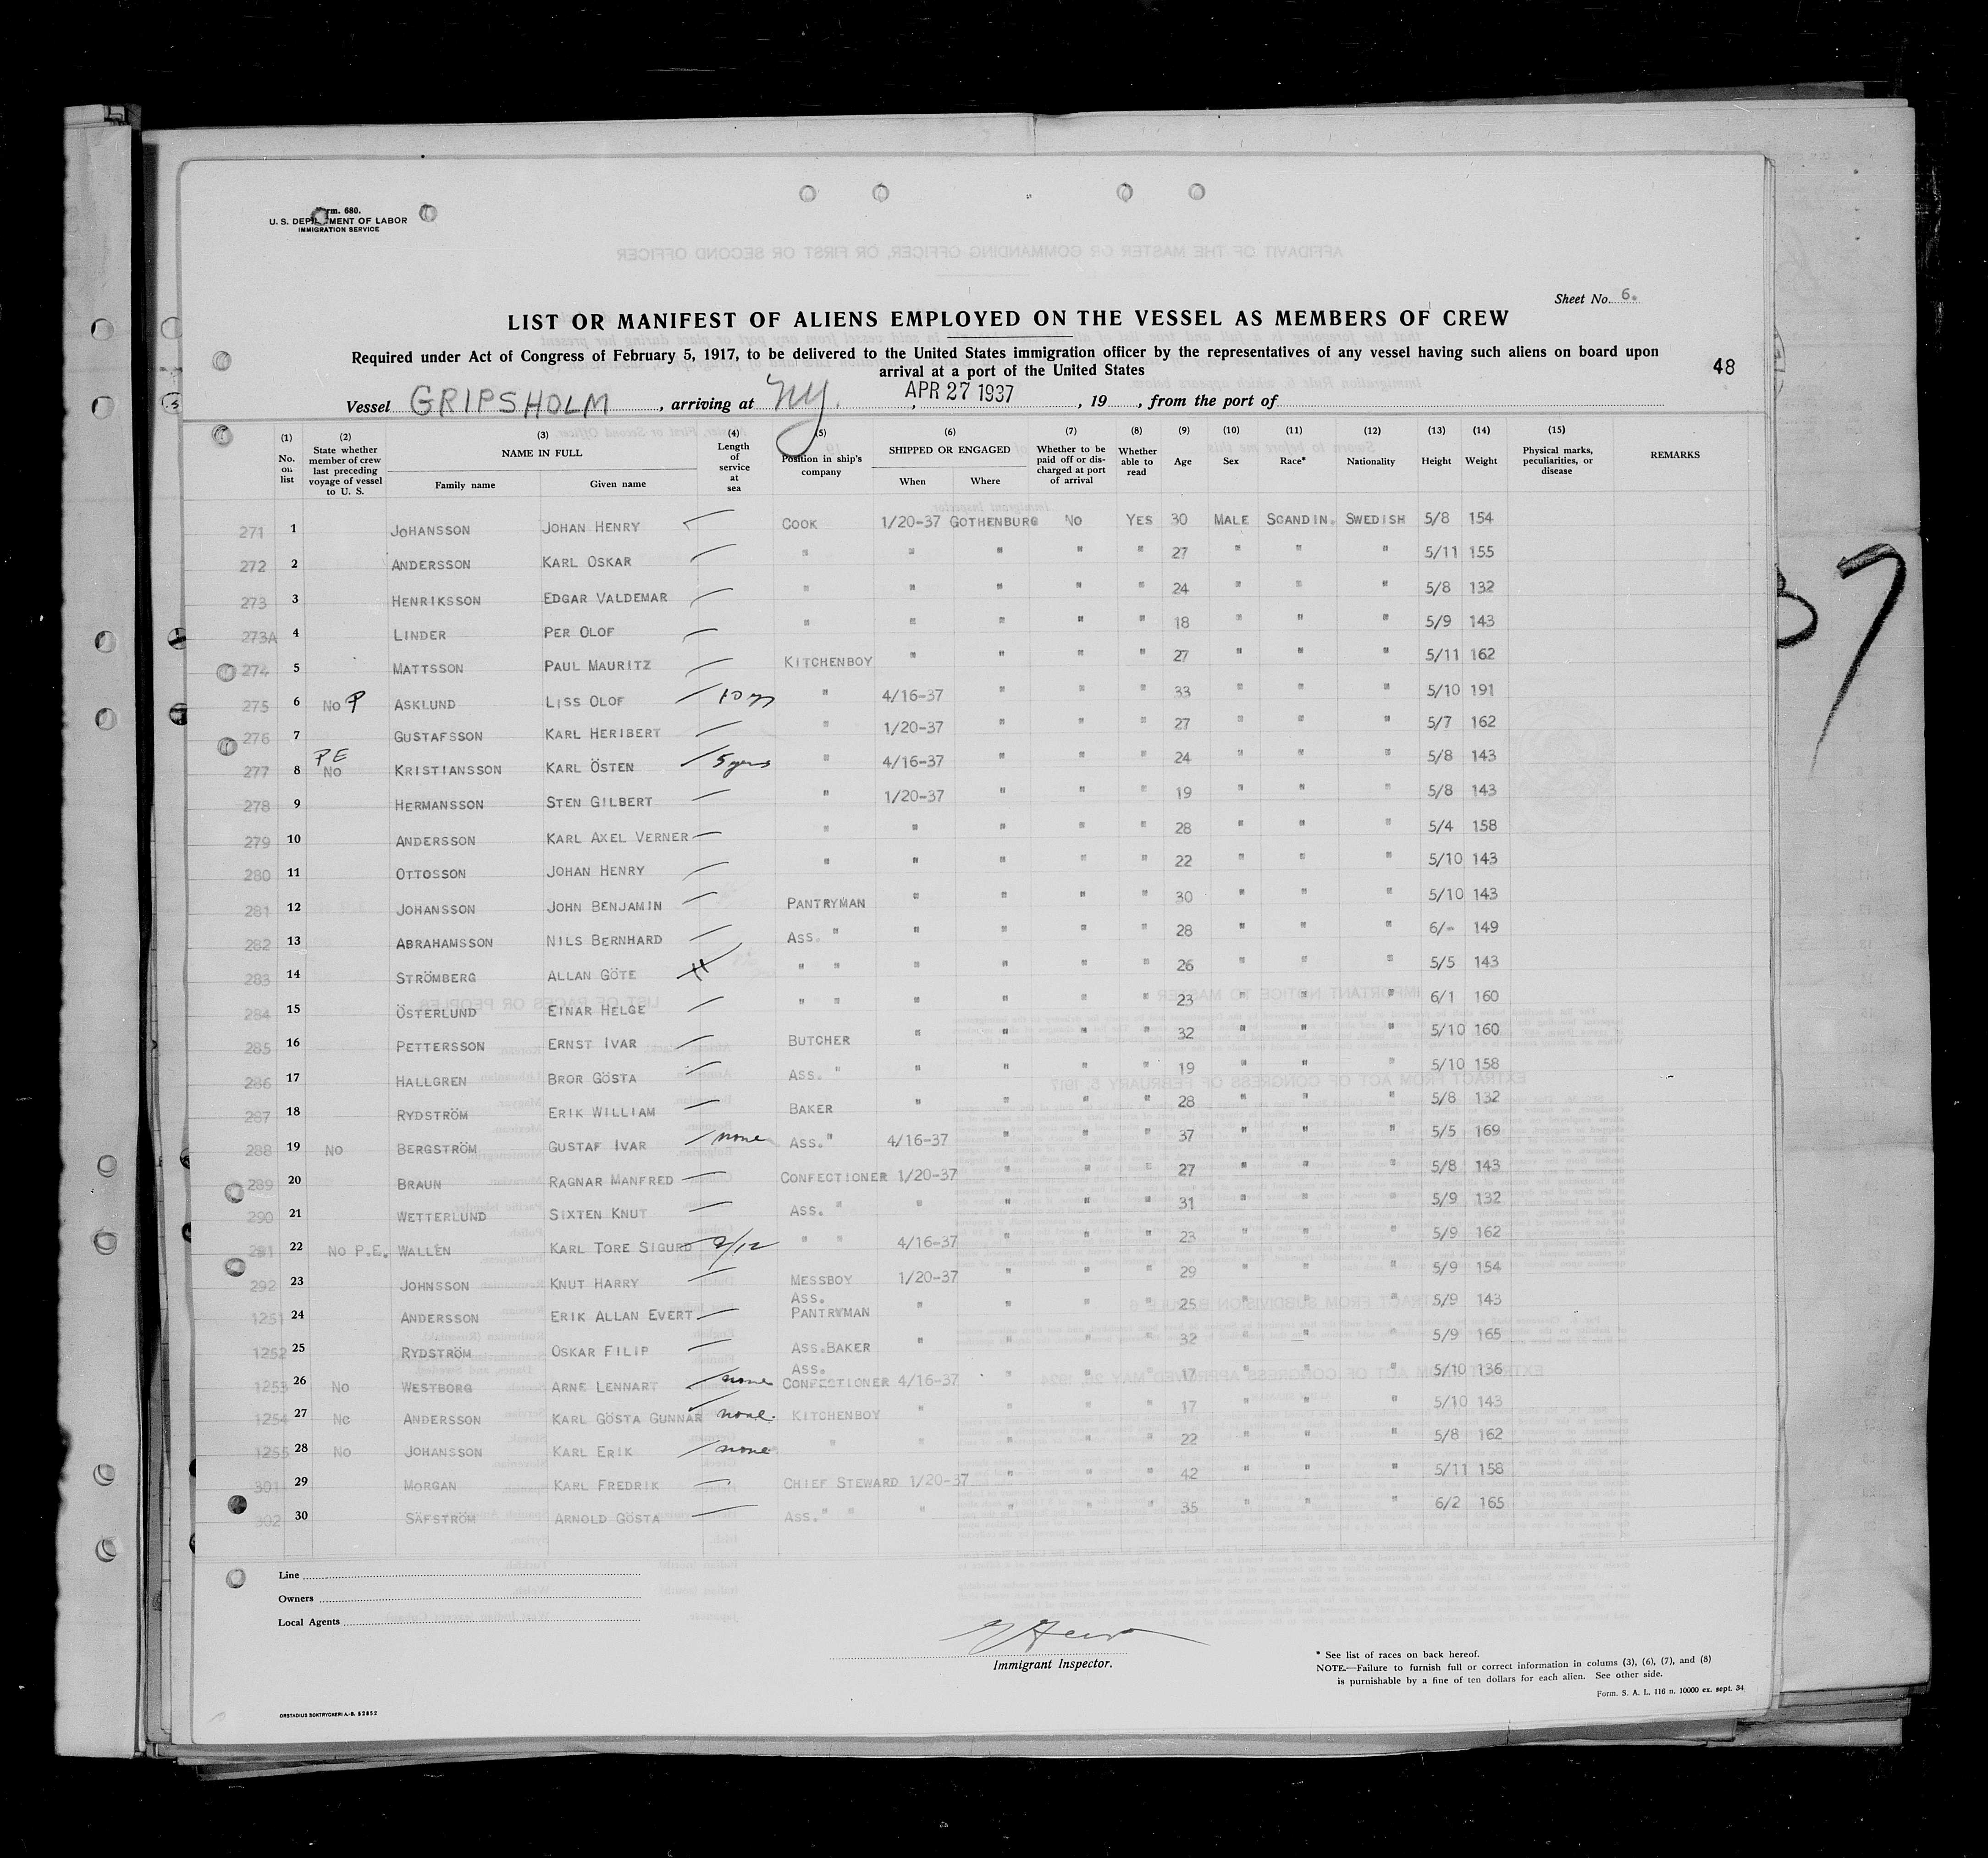 Form. 680.
U. S. DEPARTMENT OF LABOR
IMMIGRATION SERVICE
Sheet No. 6.
LIST OR MANIFEST OF ALIENS EMPLOYED ON THE VESSEL AS MEMBERS OF CREW
Required under Act of Congress of February 5, 1917, to be delivered to the United States immigration officer by the representatives of any vessel having such aliens on board upon
arrival at a port of the United States
48
Vessel GRIPSHOLM, arriving at NY., APR 27 1937, 19, from the port of
(1) No. on list (2) State whether member of crew last preceding voyage of vessel to U. S. (3) NAME IN FULL Family name Given name (4) Length of service at sea (5) Position in ship's company (6) SHIPPED OR ENGAGED When Where (7) Whether to be paid off or discharged at port of arrival (8) Whether able to read (9) Age (10) Sex (11) Race* (12) Nationality (13) Height (14) Weight (15) Physical marks, peculiarities, or disease REMARKS
271 1 JOHANSSON JOHAN HENRY COOK 1/20-37 GOTHENBURG NO YES 30 MALE SCANDIN. SWEDISH 5/8 154
272 2 ANDERSSON KARL OSKAR " " " " " 27 " " " 5/11 155
273 3 HENRIKSSON EDGAR VALDEMAR " " " " " 24 " " " 5/8 132
273A 4 LINDER PER OLOF " " " " " 18 " " " 5/9 143
274 5 MATTSSON PAUL MAURITZ KITCHENBOY " " " " 27 " " " 5/11 162
275 6 NO P ASKLUND LISS OLOF 10 " 4/16-37 " " " 33 " " " 5/10 191
276 7 GUSTAFSSON KARL HERIBERT " 1/20-37 " " " 27 " " " 5/7 162
277 8 PE NO KRISTIANSSON KARL ÖSTEN 5 yrs " 4/16-37 " " " 24 " " " 5/8 143
278 9 HERMANSSON STEN GILBERT " 1/20-37 " " " 19 " " " 5/8 143
279 10 ANDERSSON KARL AXEL VERNER " " " " " 28 " " " 5/4 158
280 11 OTTOSSON JOHAN HENRY " " " " " 22 " " " 5/10 143
281 12 JOHANSSON JOHN BENJAMIN PANTRYMAN " " " " 30 " " " 5/10 143
282 13 ABRAHAMSSON NILS BERNHARD ASS. " " " " " 28 " " " 6/- 149
283 14 STRÖMBERG ALLAN GÖTE " " " " " " 26 " " " 5/5 143
284 15 ÖSTERLUND EINAR HELGE " " " " " " 23 " " " 6/1 160
285 16 PETTERSSON ERNST IVAR BUTCHER " " " " 32 " " " 5/10 160
286 17 HALLGREN BROR GÖSTA ASS. " " " " " 19 " " " 5/10 158
287 18 RYDSTRÖM ERIK WILLIAM BAKER " " " " 28 " " " 5/8 132
288 19 NO BERGSTRÖM GUSTAF IVAR none ASS. " 4/16-37 " " " 37 " " " 5/5 169
289 20 BRAUN RAGNAR MANFRED CONFECTIONER 1/20-37 " " " 27 " " " 5/8 143
290 21 WETTERLUND SIXTEN KNUT ASS. " " " " " 31 " " " 5/9 132
291 22 NO P.E. WALLÉN KARL TORE SIGURD 9/12 " " 4/16-37 " " " 23 " " " 5/9 162
292 23 JOHNSSON KNUT HARRY MESSBOY 1/20-37 " " " 29 " " " 5/9 154
1251 24 ANDERSSON ERIK ALLAN EVERT ASS. PANTRYMAN " " " " 25 " " " 5/9 143
1252 25 RYDSTRÖM OSKAR FILIP ASS.BAKER " " " " 32 " " " 5/9 165
1253 26 NO WESTBORG ARNE LENNART none ASS. CONFECTIONER 4/16-37 " " " 17 " " " 5/10 136
1254 27 NO ANDERSSON KARL GÖSTA GUNNAR none. KITCHENBOY " " " " 17 " " " 5/10 143
1255 28 NO JOHANSSON KARL ERIK none " " " " " 22 " " " 5/8 162
301 29 MORGAN KARL FREDRIK CHIEF STEWARD 1/20-37 " " " 42 " " " 5/11 158
302 30 SÄFSTRÖM ARNOLD GÖSTA ASS. " " " " " " 35 " " " 6/2 165
Line
Owners
Local Agents
Immigrant Inspector.
* See list of races on back hereof.
NOTE.—Failure to furnish full or correct information in colums (3), (6), (7), and (8)
is punishable by a fine of ten dollars for each alien. See other side.
Form. S. A. L. 116 n. 10000 ex. sept. 34
ORSTADIUS BOKTRYCKERI A.-B. 52852
37